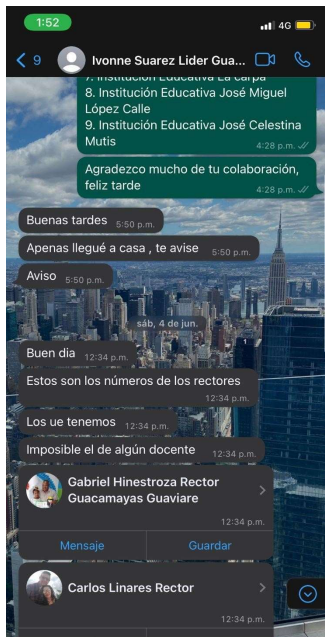 1:52
4G
9
Ivonne Suarez Lider Gua...
7. Institución Educativa La Carpa
8. Institución Educativa José Miguel
López Calle
9. Institución Educativa José Celestina
Mutis
4:28 p.m.
Agradezco mucho de tu colaboración,
feliz tarde
4:28 p.m.
Buenas tardes 5:50 p.m.
Apenas llegué a casa , te avise 5:50 p.m.
Aviso 5:50 p.m.
sáb, 4 de jun.
Buen dia 12:34 p.m.
Estos son los números de los rectores
12:34 p.m.
Los ue tenemos 12:34 p.m.
Imposible el de algún docente 12:34 p.m.
Gabriel Hinestroza Rector
Guacamayas Guaviare
12:34 p.m.
Mensaje Guardar
Carlos Linares Rector
12:34 p.m.